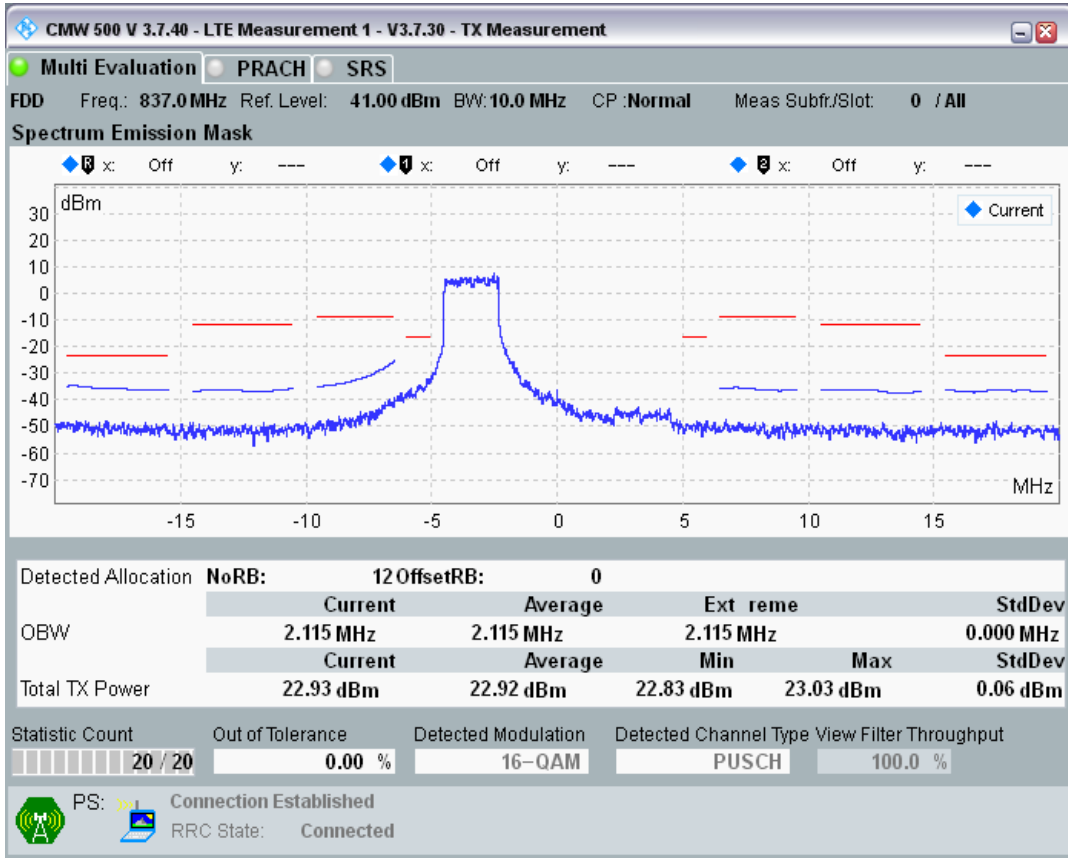 CMW 500 V 3.7.40 - LTE Measurement 1 - V3.7.30 - TX Measurement
Multi Evaluation PRACH SRS
FDD Freq.: 837.0 MHz Ref. Level: 41.00 dBm BW: 10.0 MHz CP :Normal Meas Subfr./Slot: 0 / All
Spectrum Emission Mask
R x: Off y: --- 1 x: Off y: --- 2 x: Off y: ---
dBm
Current
30
20
10
0
-10
-20
-30
-40
-50
-60
-70
MHz
-15 -10 -5 0 5 10 15
Detected Allocation NoRB: 12 OffsetRB: 0
Current Average Ext reme StdDev
OBW 2.115 MHz 2.115 MHz 2.115 MHz 0.000 MHz
Current Average Min Max StdDev
Total TX Power 22.93 dBm 22.92 dBm 22.83 dBm 23.03 dBm 0.06 dBm
Statistic Count Out of Tolerance Detected Modulation Detected Channel Type View Filter Throughput
20 / 20 0.00 % 16-QAM PUSCH 100.0 %
PS: Connection Established
RRC State: Connected